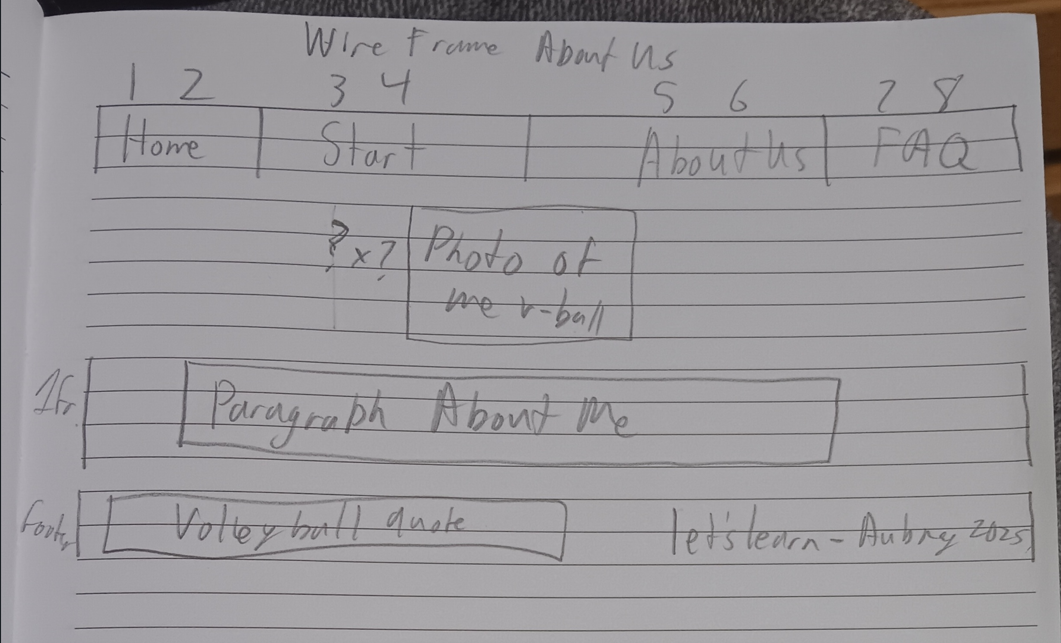 Wire Frame About Us
1 2 3 4 5 6 7 8
Home Start About Us FAQ
? x ? Photo of
me v-ball
1fr Paragraph About Me
footer Volleyball quote let's learn - Aubrey 2025